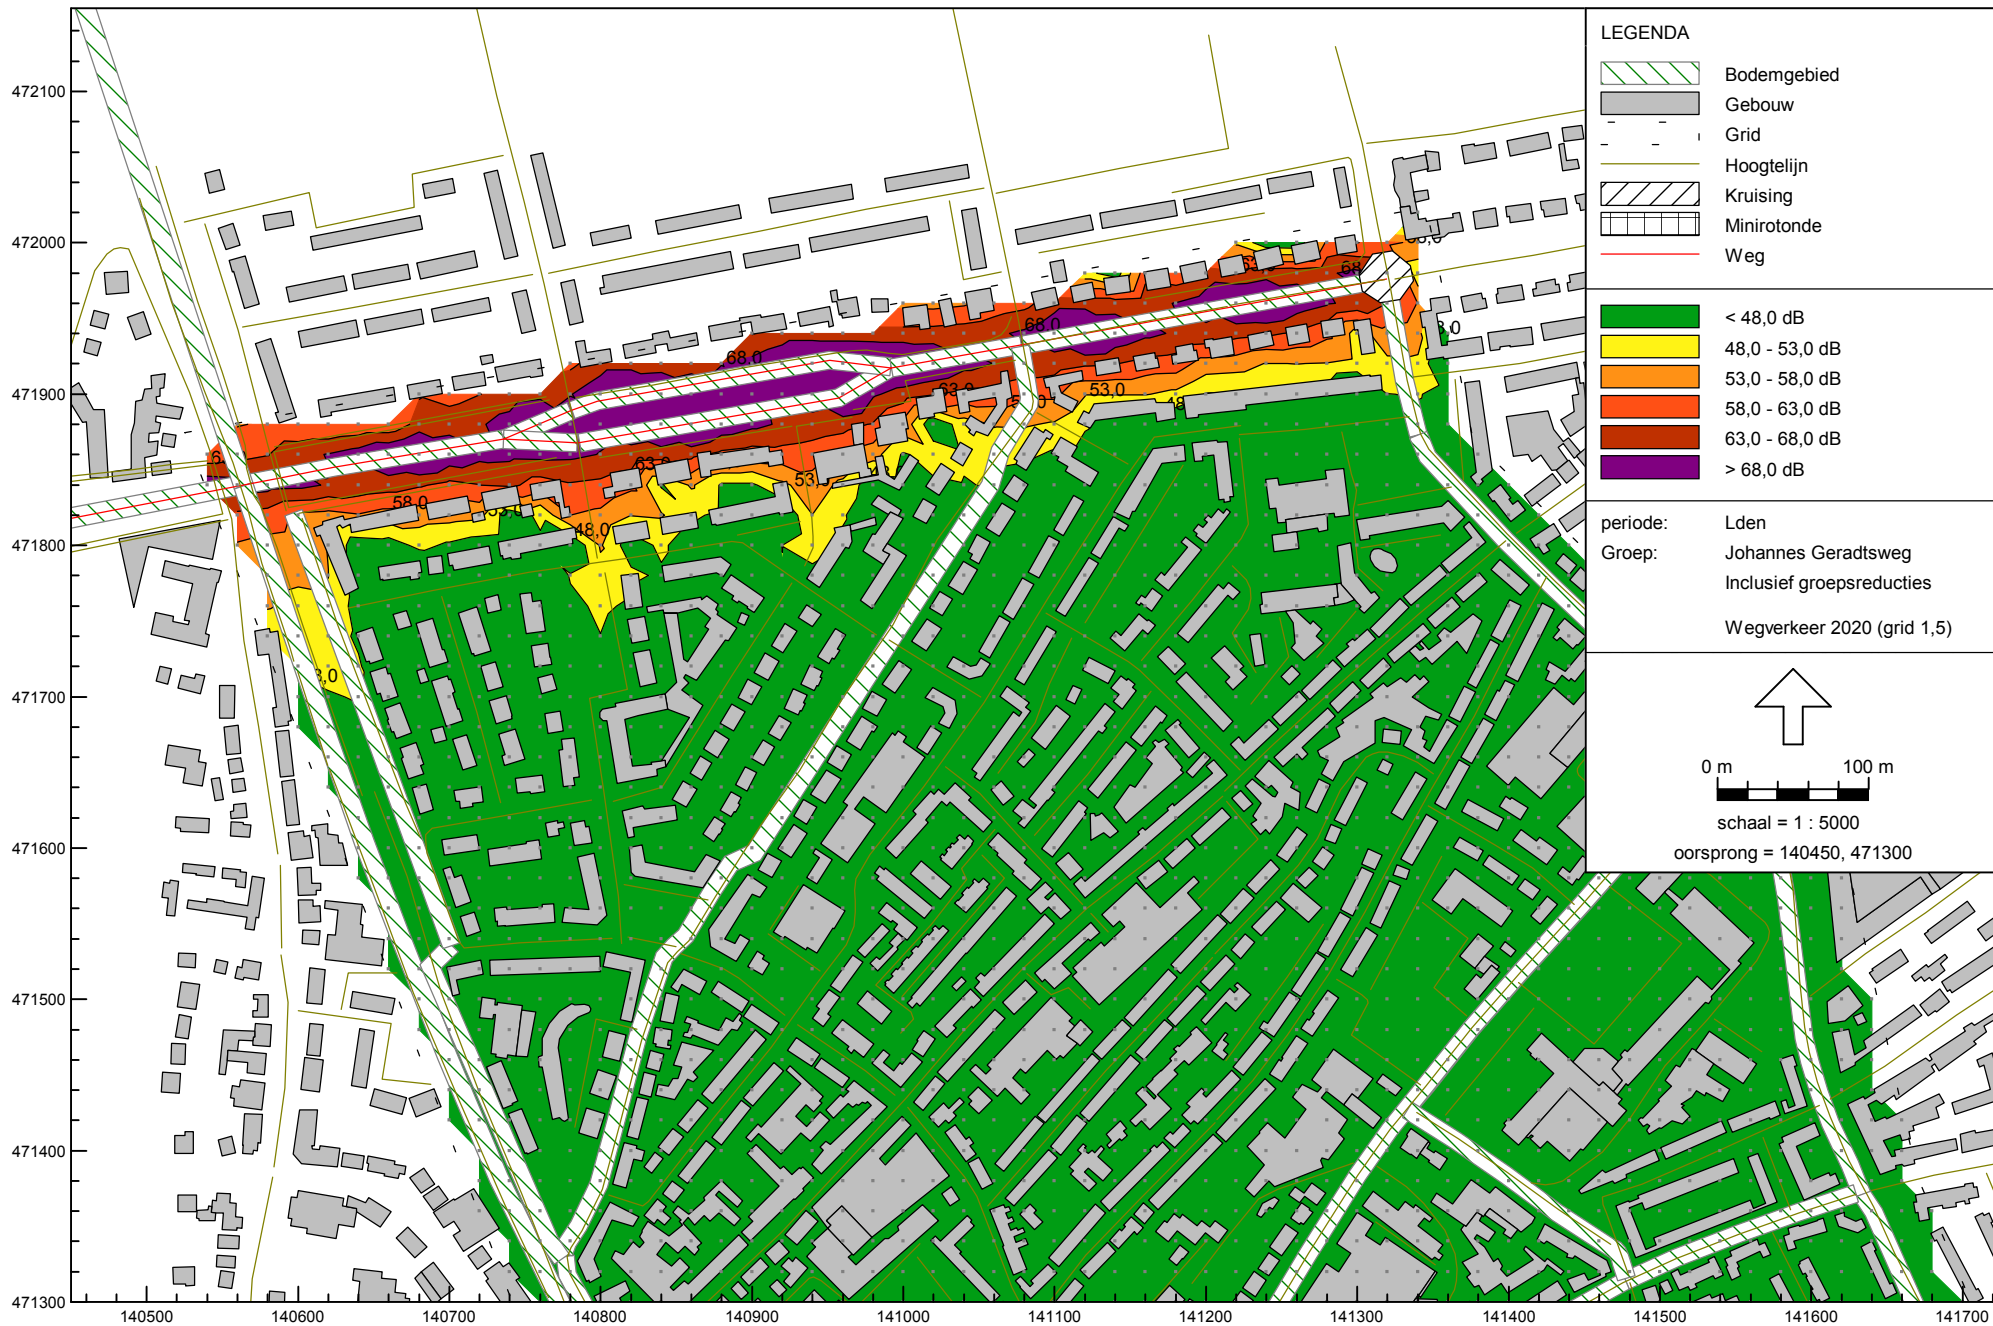 LEGENDA
Bodemgebied
Gebouw
Grid
Hoogtelijn
Kruising
Minirotonde
Weg
< 48,0 dB
48,0 - 53,0 dB
53,0 - 58,0 dB
58,0 - 63,0 dB
63,0 - 68,0 dB
> 68,0 dB
periode: Lden
Groep: Johannes Geradtsweg
Inclusief groepsreducties
Wegverkeer 2020 (grid 1,5)
0 m 100 m
schaal = 1 : 5000
oorsprong = 140450, 471300
472100
472000
471900
471800
471700
471600
471500
471400
471300
140500 140600 140700 140800 140900 141000 141100 141200 141300 141400 141500 141600 141700
68,0
68,0
63,0
53,0
63,0
58,0
48,0